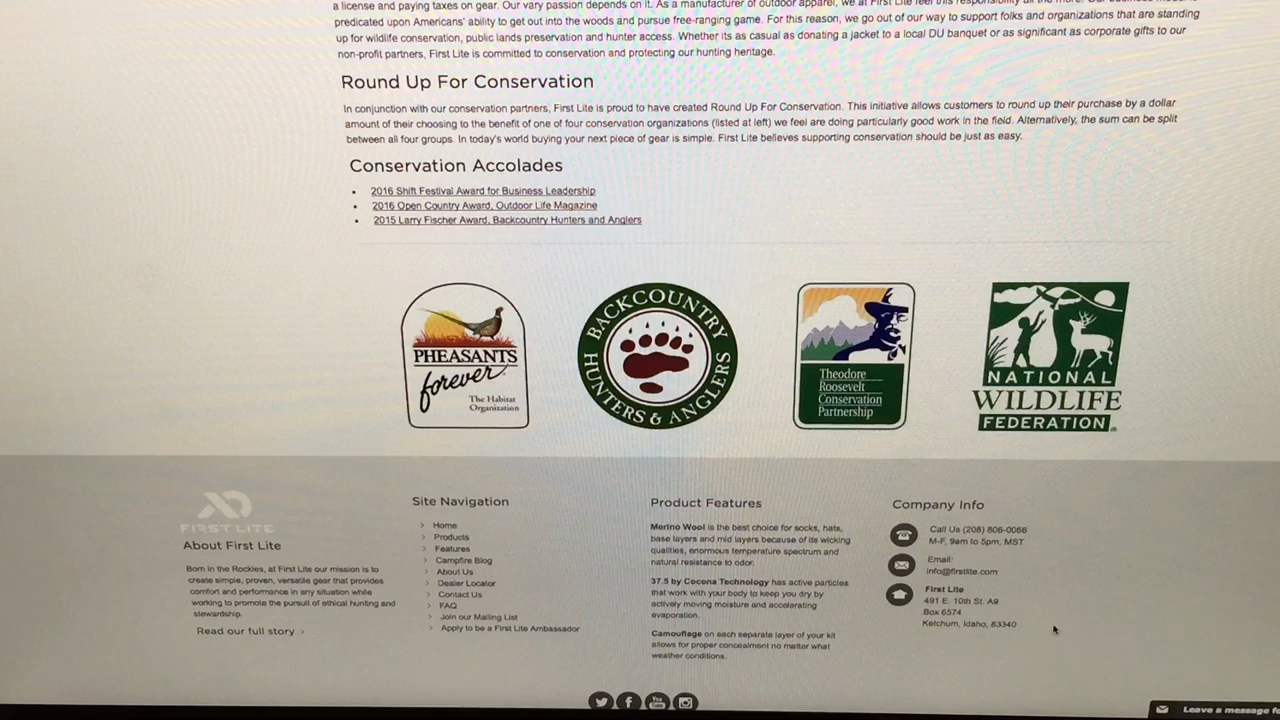 a license and paying taxes on gear. Our vary passion depends on it. As a manufacturer of outdoor apparel, we at First Lite feel this responsibility all the more.
predicated upon Americans' ability to get out into the woods and pursue free-ranging game. For this reason, we go out of our way to support folks and organizations that are standing
up for wildlife conservation, public lands preservation and hunter access. Whether its as casual as donating a jacket to a local DU banquet or as significant as corporate gifts to our
non-profit partners, First Lite is committed to conservation and protecting our hunting heritage.
Round Up For Conservation
In conjunction with our conservation partners, First Lite is proud to have created Round Up For Conservation. This initiative allows customers to round up their purchase by a dollar
amount of their choosing to the benefit of one of four conservation organizations (listed at left) we feel are doing particularly good work in the field. Alternatively, the sum can be split
between all four groups. In today's world buying your next piece of gear is simple. First Lite believes supporting conservation should be just as easy.
Conservation Accolades
• 2016 Shift Festival Award for Business Leadership
• 2016 Open Country Award, Outdoor Life Magazine
• 2015 Larry Fischer Award, Backcountry Hunters and Anglers
PHEASANTS
forever
The Habitat
Organization
BACKCOUNTRY
HUNTERS & ANGLERS
Theodore
Roosevelt
Conservation
Partnership
NATIONAL
WILDLIFE
FEDERATION
FIRST LITE
About First Lite
Born in the Rockies, at First Lite our mission is to
create simple, proven, versatile gear that provides
comfort and performance in any situation while
working to promote the pursuit of ethical hunting and
stewardship.
Read our full story >
Site Navigation
> Home
> Products
> Features
> Campfire Blog
> About Us
> Dealer Locator
> Contact Us
> FAQ
> Join our Mailing List
> Apply to be a First Lite Ambassador
Product Features
Merino Wool is the best choice for socks, hats,
base layers and mid layers because of its wicking
qualities, enormous temperature spectrum and
natural resistance to odor.
37.5 by Cocona Technology has active particles
that work with your body to keep you dry by
actively moving moisture and accelerating
evaporation.
Camouflage on each separate layer of your kit
allows for proper concealment no matter what
weather conditions.
Company Info
Call Us (208) 806-0066
M-F, 9am to 5pm, MST
Email:
info@firstlite.com
First Lite
491 E. 10th St. A9
Box 6574
Ketchum, Idaho, 83340
You
Tube
Leave a message